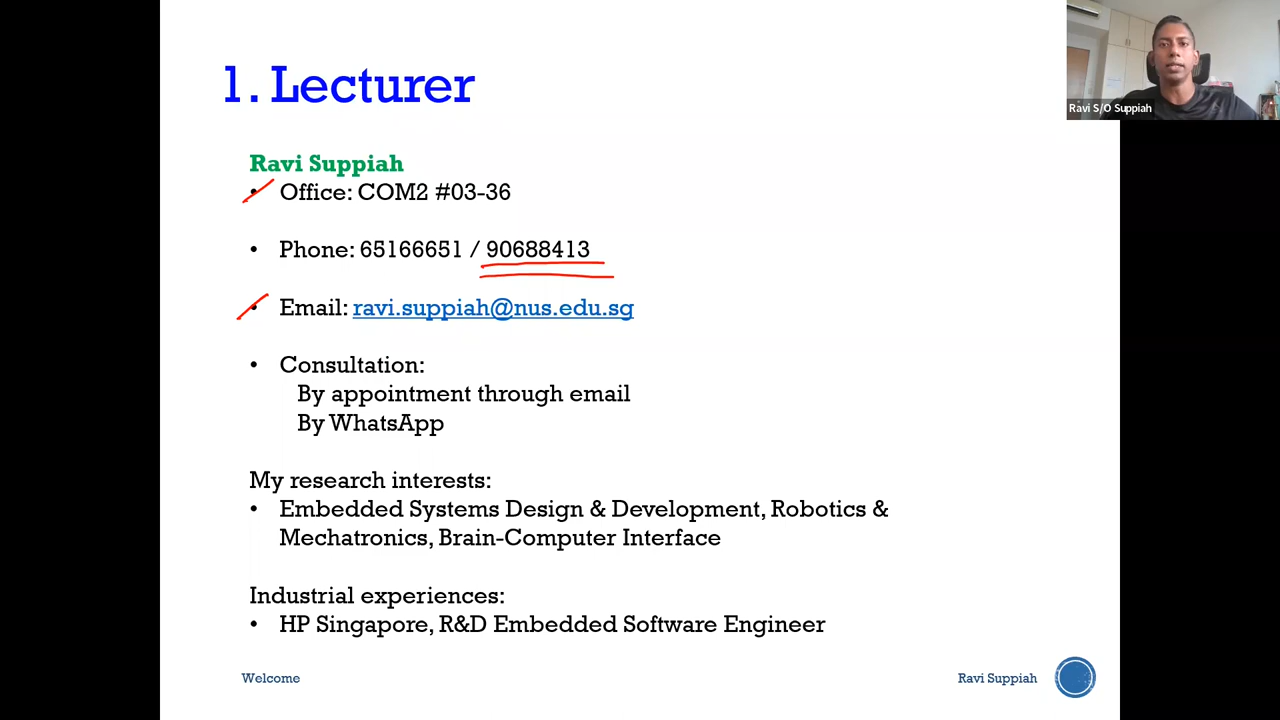 1. Lecturer
Ravi S/O Suppiah
Ravi Suppiah
• Office: COM2 #03-36
• Phone: 65166651 / 90688413
• Email: ravi.suppiah@nus.edu.sg
• Consultation:
By appointment through email
By WhatsApp
My research interests:
• Embedded Systems Design & Development, Robotics &
Mechatronics, Brain-Computer Interface
Industrial experiences:
• HP Singapore, R&D Embedded Software Engineer
Welcome
Ravi Suppiah